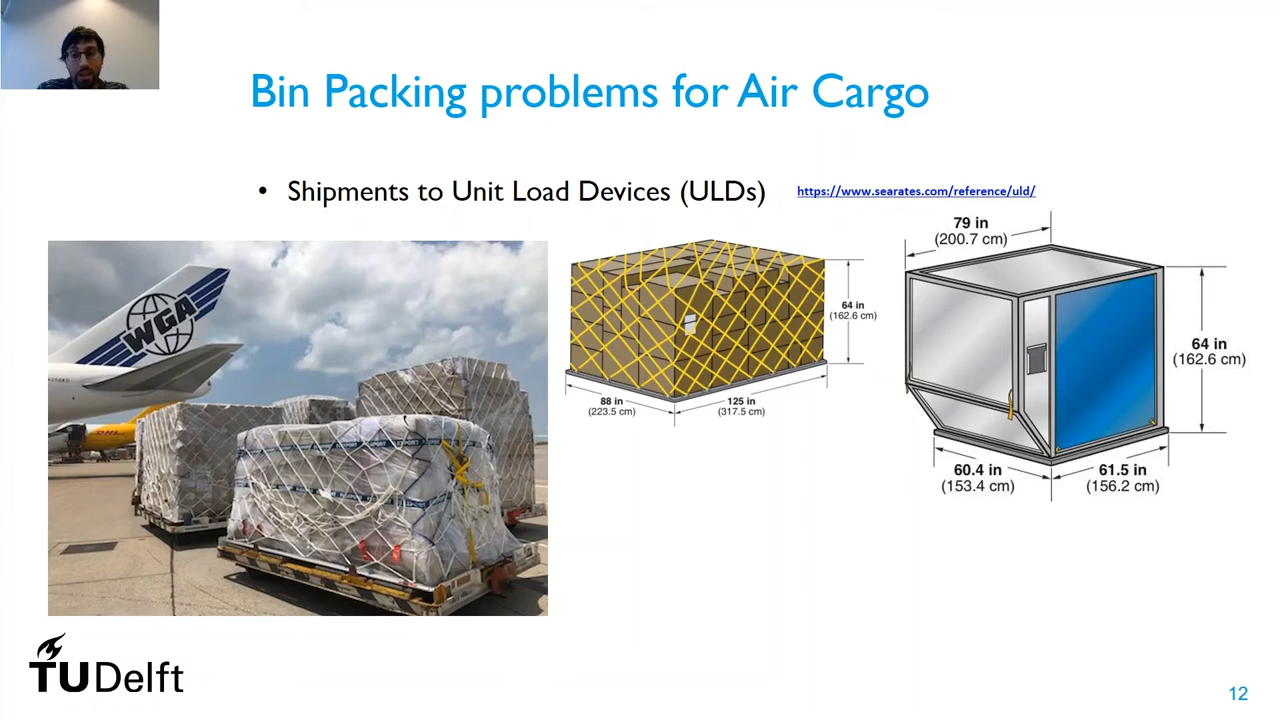 Bin Packing problems for Air Cargo
• Shipments to Unit Load Devices (ULDs)
https://www.searates.com/reference/uld/
WGA
DHL
64 in
(162.6 cm)
88 in
(223.5 cm)
125 in
(317.5 cm)
79 in
(200.7 cm)
64 in
(162.6 cm)
60.4 in
(153.4 cm)
61.5 in
(156.2 cm)
TU Delft
12